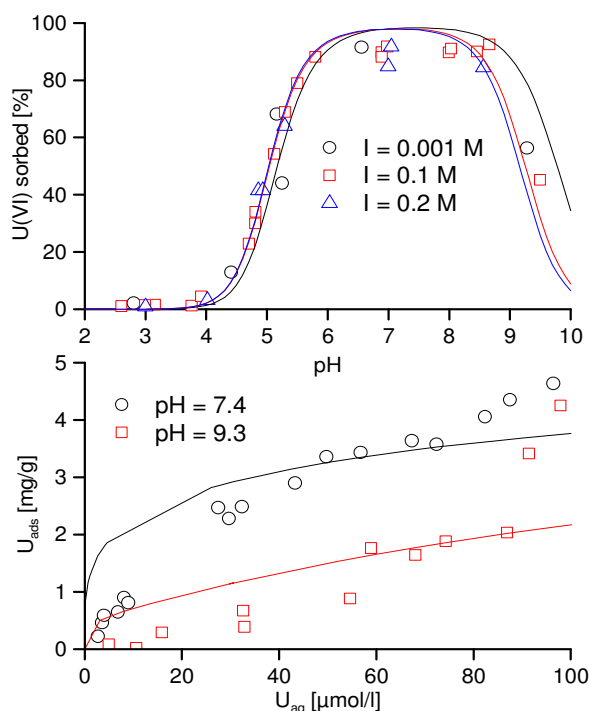 100
80
60
40
20
0
U(VI) sorbed [%]
I = 0.001 M
I = 0.1 M
I = 0.2 M
2 3 4 5 6 7 8 9 10
pH
5
4
3
2
1
0
U_ads [mg/g]
pH = 7.4
pH = 9.3
0 20 40 60 80 100
U_aq [µmol/l]